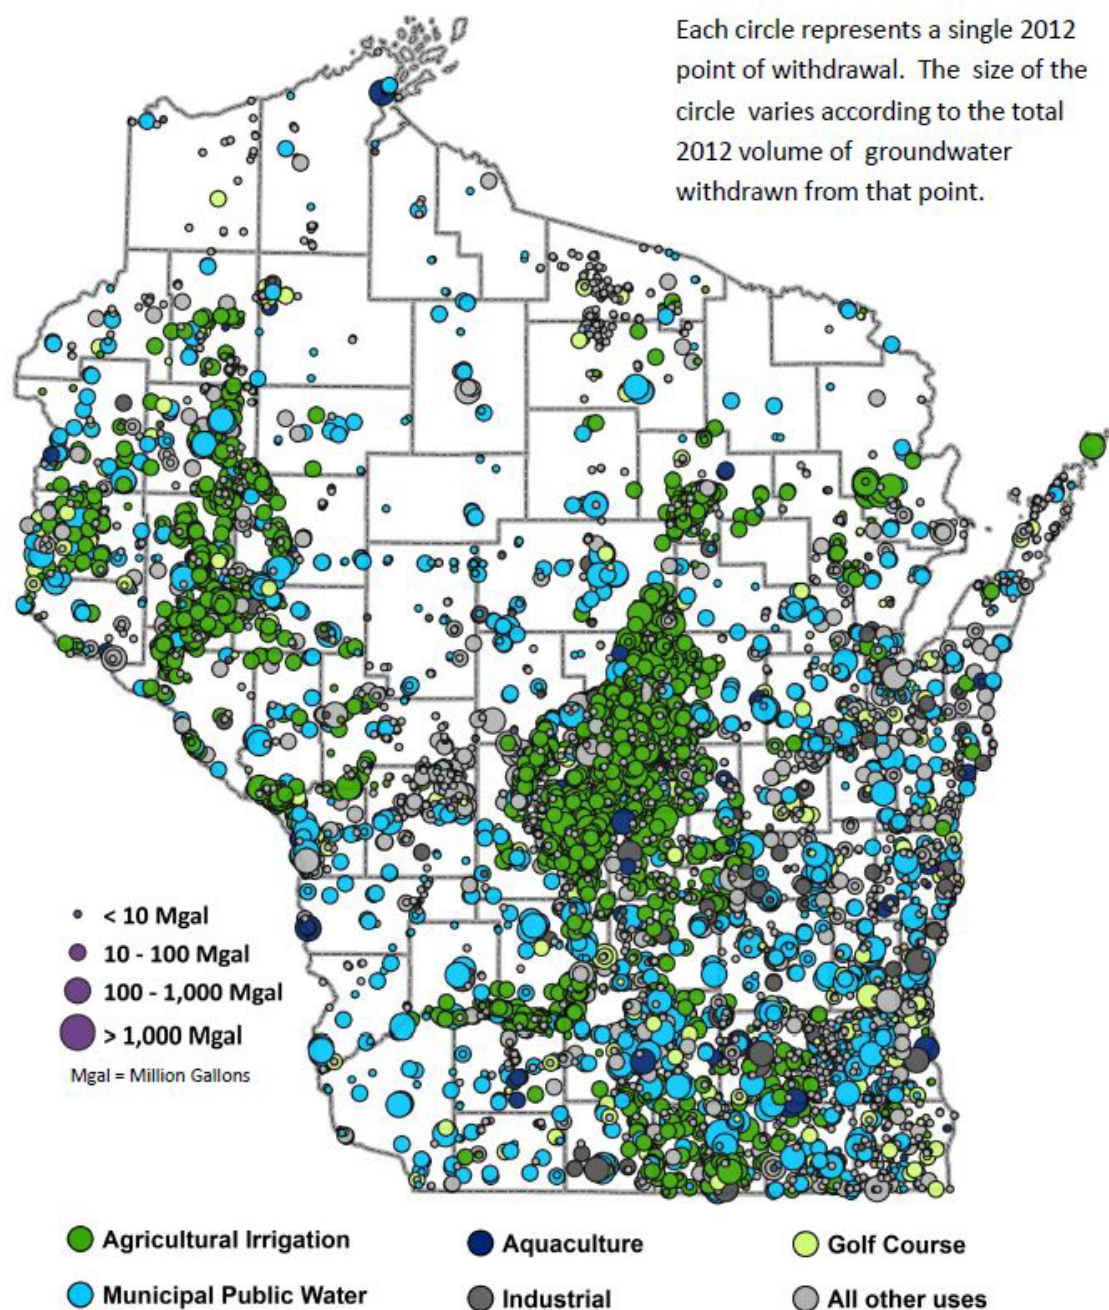 Each circle represents a single 2012
point of withdrawal. The size of the
circle varies according to the total
2012 volume of groundwater
withdrawn from that point.
< 10 Mgal
10 - 100 Mgal
100 - 1,000 Mgal
> 1,000 Mgal
Mgal = Million Gallons
Agricultural Irrigation
Aquaculture
Golf Course
Municipal Public Water
Industrial
All other uses